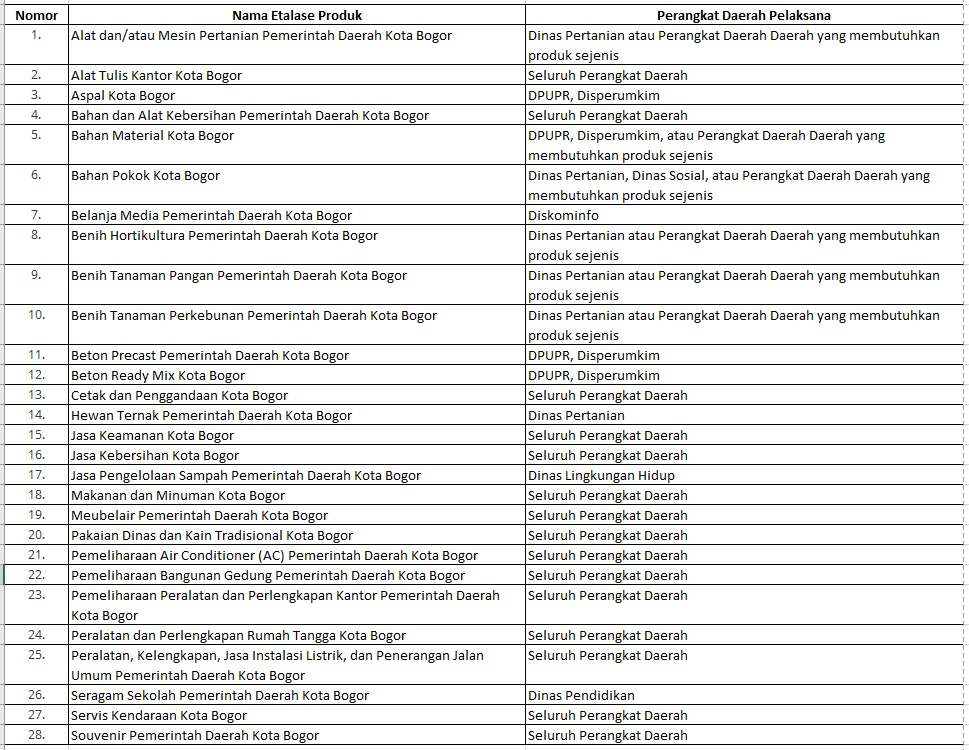 Nomor Nama Etalase Produk Perangkat Daerah Pelaksana
1. Alat dan/atau Mesin Pertanian Pemerintah Daerah Kota Bogor Dinas Pertanian atau Perangkat Daerah Daerah yang membutuhkan
produk sejenis
2. Alat Tulis Kantor Kota Bogor Seluruh Perangkat Daerah
3. Aspal Kota Bogor DPUPR, Disperumkim
4. Bahan dan Alat Kebersihan Pemerintah Daerah Kota Bogor Seluruh Perangkat Daerah
5. Bahan Material Kota Bogor DPUPR, Disperumkim, atau Perangkat Daerah Daerah yang
membutuhkan produk sejenis
6. Bahan Pokok Kota Bogor Dinas Pertanian, Dinas Sosial, atau Perangkat Daerah Daerah yang
membutuhkan produk sejenis
7. Belanja Media Pemerintah Daerah Kota Bogor Diskominfo
8. Benih Hortikultura Pemerintah Daerah Kota Bogor Dinas Pertanian atau Perangkat Daerah Daerah yang membutuhkan
produk sejenis
9. Benih Tanaman Pangan Pemerintah Daerah Kota Bogor Dinas Pertanian atau Perangkat Daerah Daerah yang membutuhkan
produk sejenis
10. Benih Tanaman Perkebunan Pemerintah Daerah Kota Bogor Dinas Pertanian atau Perangkat Daerah Daerah yang membutuhkan
produk sejenis
11. Beton Precast Pemerintah Daerah Kota Bogor DPUPR, Disperumkim
12. Beton Ready Mix Kota Bogor DPUPR, Disperumkim
13. Cetak dan Penggandaan Kota Bogor Seluruh Perangkat Daerah
14. Hewan Ternak Pemerintah Daerah Kota Bogor Dinas Pertanian
15. Jasa Keamanan Kota Bogor Seluruh Perangkat Daerah
16. Jasa Kebersihan Kota Bogor Seluruh Perangkat Daerah
17. Jasa Pengelolaan Sampah Pemerintah Daerah Kota Bogor Dinas Lingkungan Hidup
18. Makanan dan Minuman Kota Bogor Seluruh Perangkat Daerah
19. Meubelair Pemerintah Daerah Kota Bogor Seluruh Perangkat Daerah
20. Pakaian Dinas dan Kain Tradisional Kota Bogor Seluruh Perangkat Daerah
21. Pemeliharaan Air Conditioner (AC) Pemerintah Daerah Kota Bogor Seluruh Perangkat Daerah
22. Pemeliharaan Bangunan Gedung Pemerintah Daerah Kota Bogor Seluruh Perangkat Daerah
23. Pemeliharaan Peralatan dan Perlengkapan Kantor Pemerintah Daerah Seluruh Perangkat Daerah
Kota Bogor
24. Peralatan dan Perlengkapan Rumah Tangga Kota Bogor Seluruh Perangkat Daerah
25. Peralatan, Kelengkapan, Jasa Instalasi Listrik, dan Penerangan Jalan Seluruh Perangkat Daerah
Umum Pemerintah Daerah Kota Bogor
26. Seragam Sekolah Pemerintah Daerah Kota Bogor Dinas Pendidikan
27. Servis Kendaraan Kota Bogor Seluruh Perangkat Daerah
28. Souvenir Pemerintah Daerah Kota Bogor Seluruh Perangkat Daerah